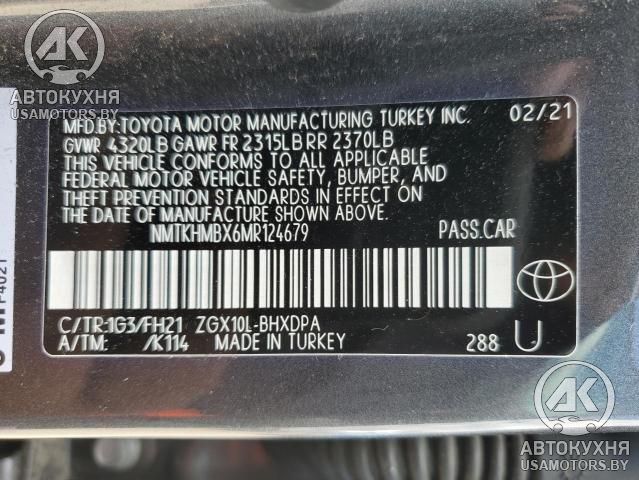 АК
АВТОКУХНЯ
USAMOTORS.BY
MFD.BY:TOYOTA MOTOR MANUFACTURING TURKEY INC. 02/21
GVWR 4320LB GAWR FR 2315LB RR 2370LB
THIS VEHICLE CONFORMS TO ALL APPLICABLE
FEDERAL MOTOR VEHICLE SAFETY, BUMPER, AND
THEFT PREVENTION STANDARDS IN EFFECT ON
THE DATE OF MANUFACTURE SHOWN ABOVE.
NMTKHMBX6MR124679 PASS.CAR
C/TR:1G3/FH21 ZGX10L-BHXDPA
A/TM: /K114 MADE IN TURKEY 288 U
F4021
АК
АВТОКУХНЯ
USAMOTORS.BY